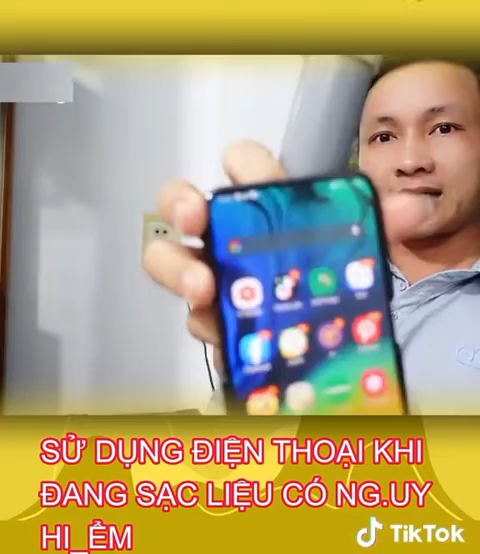 SỬ DỤNG ĐIỆN THOẠI KHI
ĐANG SẠC LIỆU CÓ NG.UY
HI_ỂM
TikTok